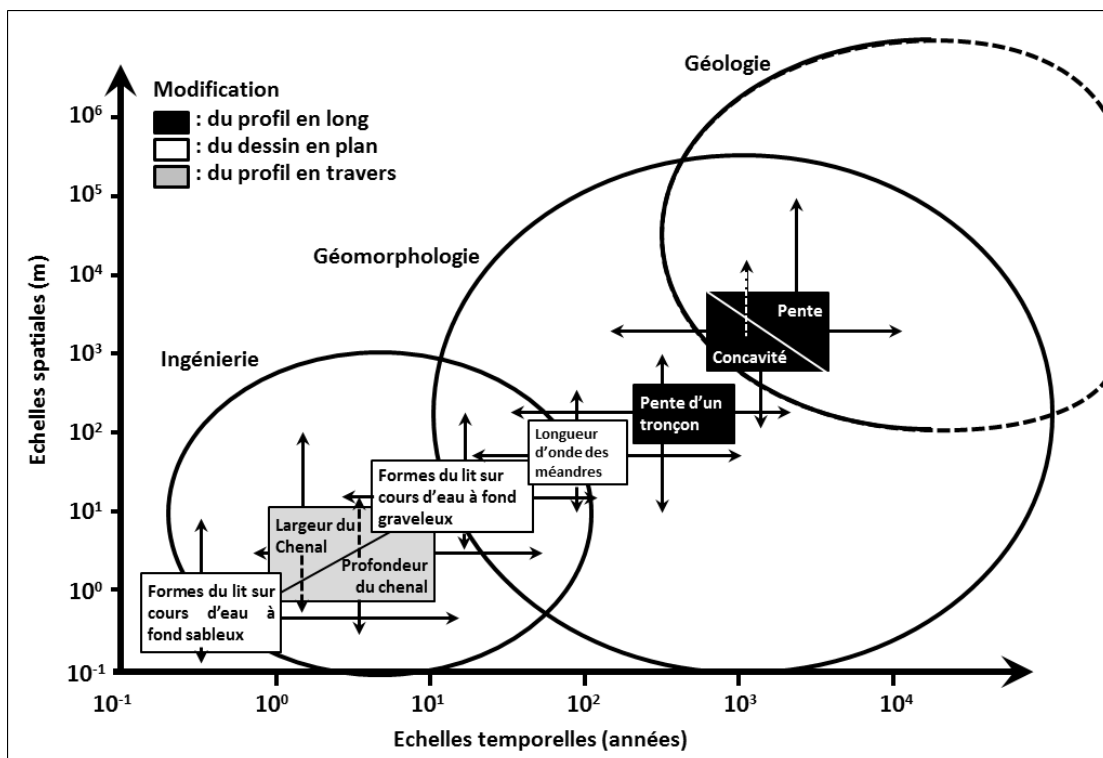 Géologie
Modification
: du profil en long
: du dessin en plan
: du profil en travers
10⁶
10⁵
10⁴
10³
10²
10¹
10⁰
10⁻¹
Echelles spatiales (m)
Géomorphologie
Ingénierie
Pente
Concavité
Pente d’un
tronçon
Longueur
d’onde des
méandres
Formes du lit sur
cours d’eau à fond
graveleux
Largeur du
Chenal
Profondeur
du chenal
Formes du lit sur
cours d’eau à
fond sableux
10⁻¹
10⁰
10¹
10²
10³
10⁴
Echelles temporelles (années)